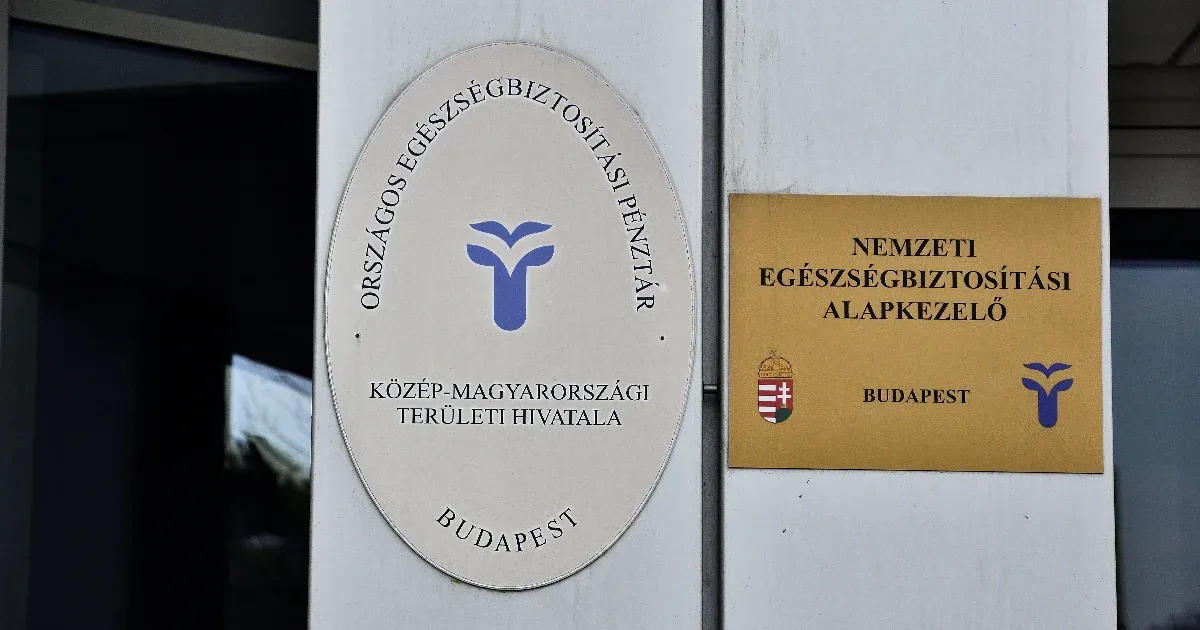 ORSZÁGOS EGÉSZSÉGBIZTOSÍTÁSI PÉNZTÁR
KÖZÉP-MAGYARORSZÁGI
TERÜLETI HIVATALA
BUDAPEST
NEMZETI
EGÉSZSÉGBIZTOSÍTÁSI
ALAPKEZELŐ
BUDAPEST